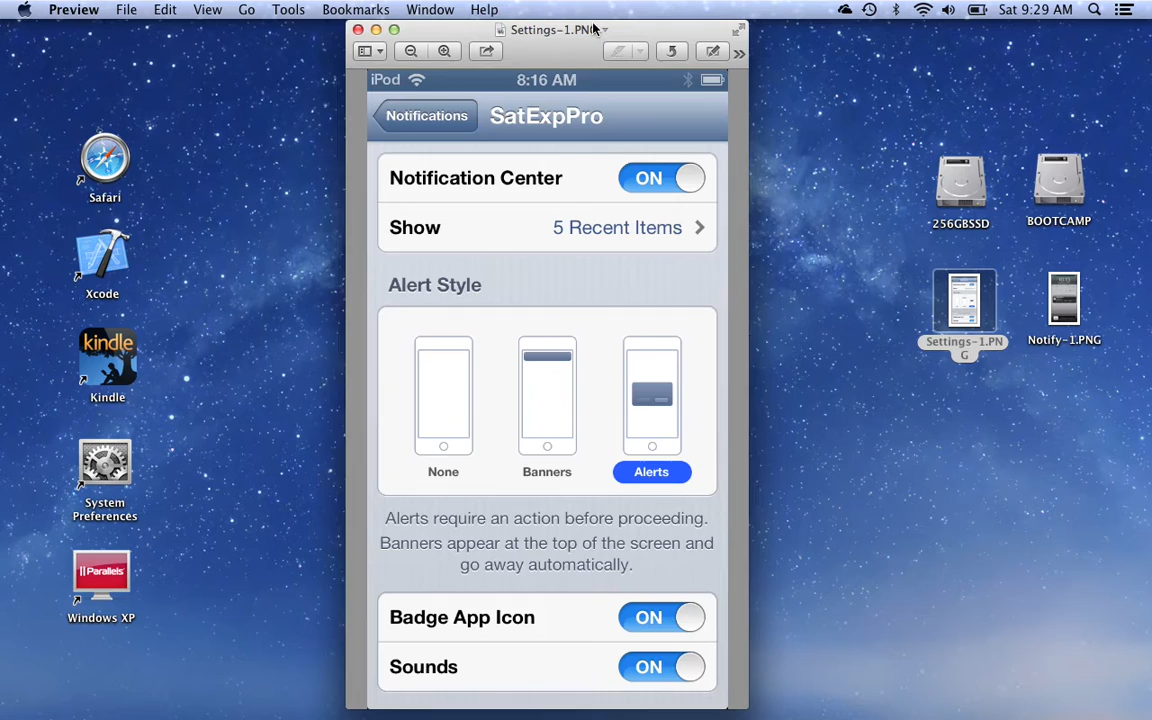 Preview File Edit View Go Tools Bookmarks Window Help Sat 9:29 AM
Settings-1.PNG
iPod 8:16 AM
Notifications SatExpPro
Notification Center ON
Show 5 Recent Items
Alert Style
None Banners Alerts
Alerts require an action before proceeding.
Banners appear at the top of the screen and
go away automatically.
Badge App Icon ON
Sounds ON
Safari
Xcode
kindle
Kindle
System
Preferences
Parallels
Windows XP
256GBSSD
BOOTCAMP
Settings-1.PN
G
Notify-1.PNG